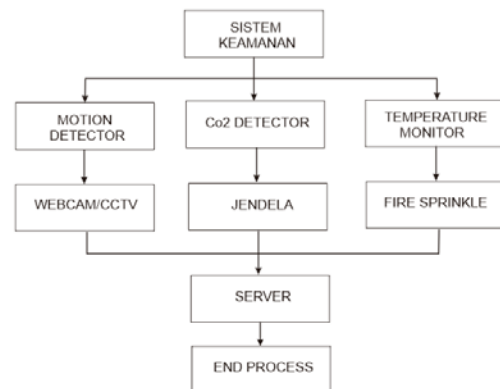 SISTEM
KEAMANAN
MOTION
DETECTOR
Co2 DETECTOR
TEMPERATURE
MONITOR
WEBCAM/CCTV
JENDELA
FIRE SPRINKLE
SERVER
END PROCESS